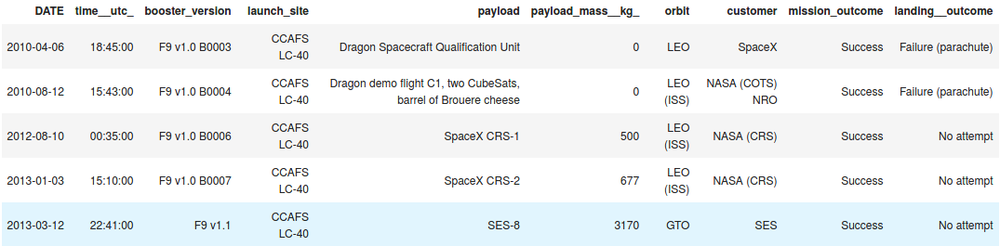 DATE time__utc_ booster_version launch_site payload payload_mass__kg_ orbit customer mission_outcome landing__outcome
2010-04-06 18:45:00 F9 v1.0 B0003 CCAFS LC-40 Dragon Spacecraft Qualification Unit 0 LEO SpaceX Success Failure (parachute)
2010-08-12 15:43:00 F9 v1.0 B0004 CCAFS LC-40 Dragon demo flight C1, two CubeSats, barrel of Brouere cheese 0 LEO (ISS) NASA (COTS) NRO Success Failure (parachute)
2012-08-10 00:35:00 F9 v1.0 B0006 CCAFS LC-40 SpaceX CRS-1 500 LEO (ISS) NASA (CRS) Success No attempt
2013-01-03 15:10:00 F9 v1.0 B0007 CCAFS LC-40 SpaceX CRS-2 677 LEO (ISS) NASA (CRS) Success No attempt
2013-03-12 22:41:00 F9 v1.1 CCAFS LC-40 SES-8 3170 GTO SES Success No attempt